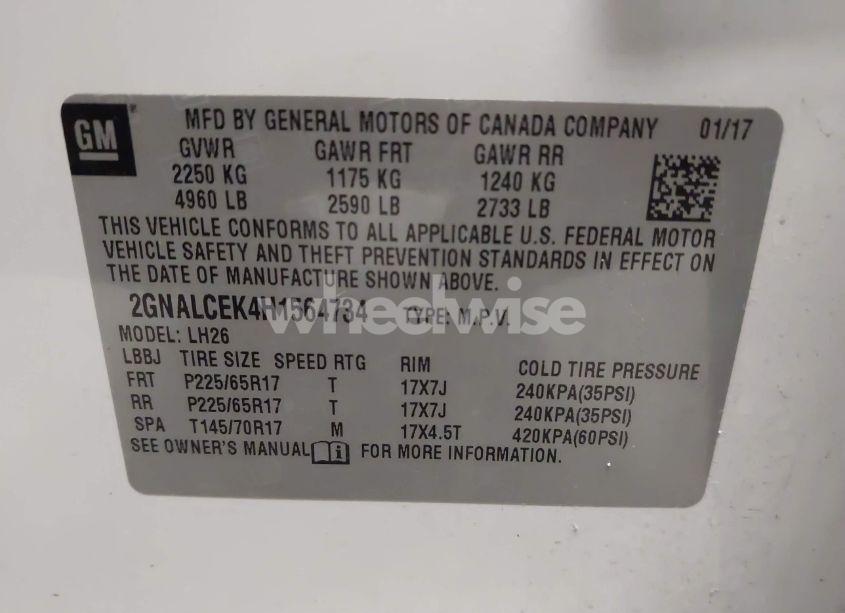 GM
MFD BY GENERAL MOTORS OF CANADA COMPANY 01/17
GVWR GAWR FRT GAWR RR
2250 KG 1175 KG 1240 KG
4960 LB 2590 LB 2733 LB
THIS VEHICLE CONFORMS TO ALL APPLICABLE U.S. FEDERAL MOTOR
VEHICLE SAFETY AND THEFT PREVENTION STANDARDS IN EFFECT ON
THE DATE OF MANUFACTURE SHOWN ABOVE.
2GNALCEK4H1564734 TYPE: M.P.V.
wheelwise
MODEL: LH26
LBBJ TIRE SIZE SPEED RTG RIM COLD TIRE PRESSURE
FRT P225/65R17 T 17X7J 240KPA(35PSI)
RR P225/65R17 T 17X7J 240KPA(35PSI)
SPA T145/70R17 M 17X4.5T 420KPA(60PSI)
SEE OWNER'S MANUAL i FOR MORE INFORMATION.